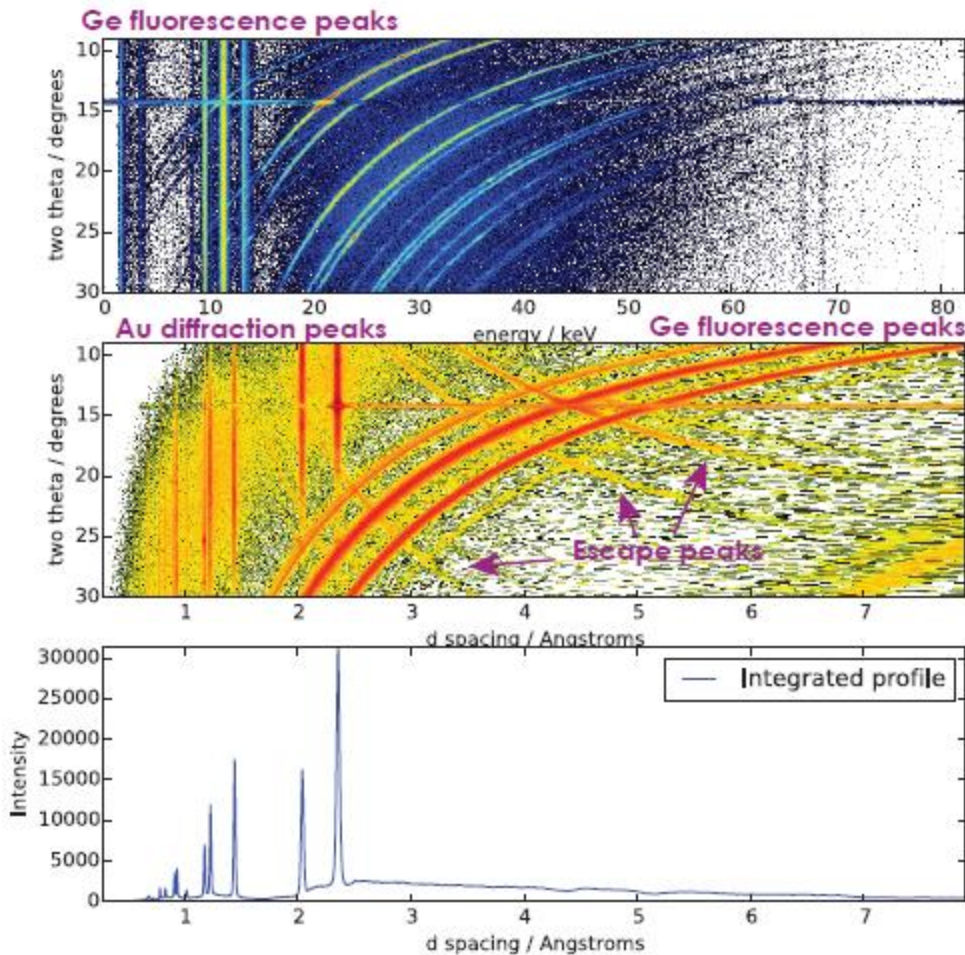 Ge fluorescence peaks
two theta / degrees
10
15
20
25
30
0 10 20 30 40 50 60 70 80
energy / keV
Au diffraction peaks
Ge fluorescence peaks
two theta / degrees
10
15
20
25
30
Escape peaks
1 2 3 4 5 6 7
d spacing / Angstroms
Intensity
30000
25000
20000
15000
10000
5000
0
Integrated profile
1 2 3 4 5 6 7
d spacing / Angstroms